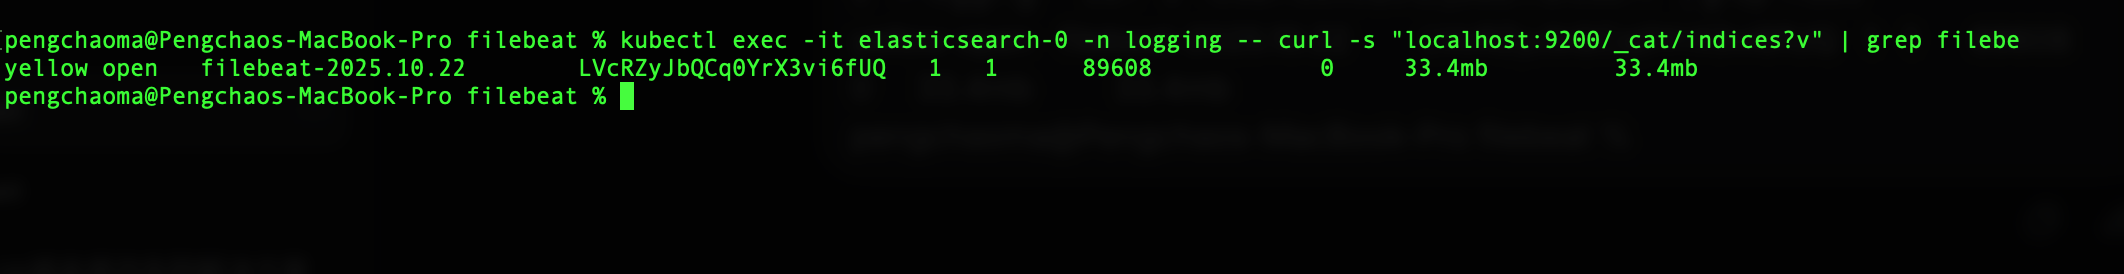 pengchaoma@Pengchaos-MacBook-Pro filebeat % kubectl exec -it elasticsearch-0 -n logging -- curl -s "localhost:9200/_cat/indices?v" | grep filebe
yellow open   filebeat-2025.10.22        LVcRZyJbQCq0YrX3vi6fUQ   1   1      89608            0     33.4mb         33.4mb
pengchaoma@Pengchaos-MacBook-Pro filebeat %